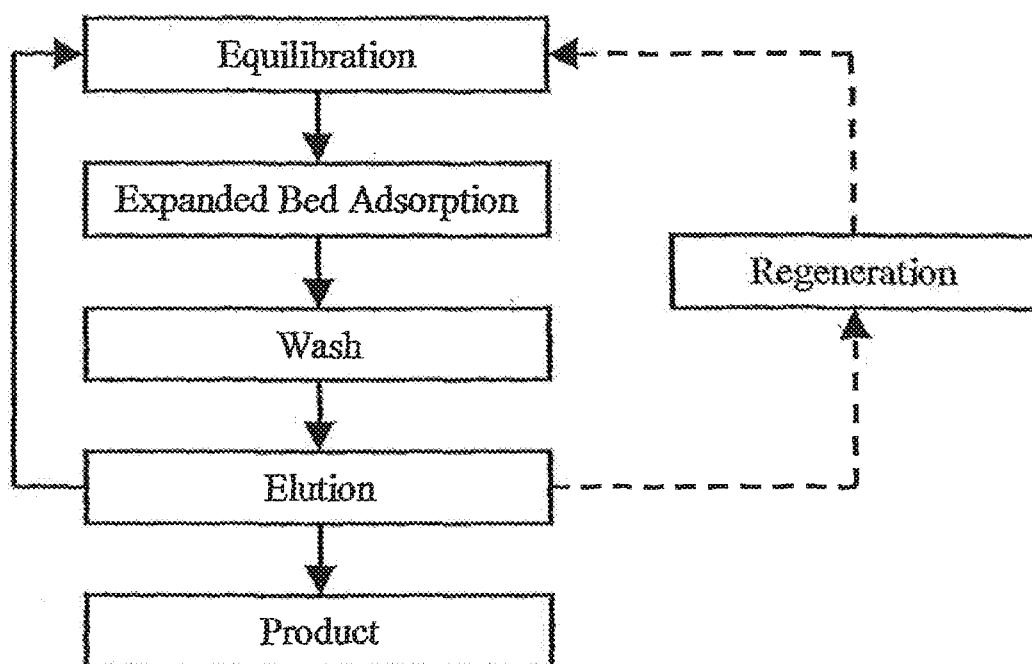 Equilibration
Expanded Bed Adsorption
Regeneration
Wash
Elution
Product